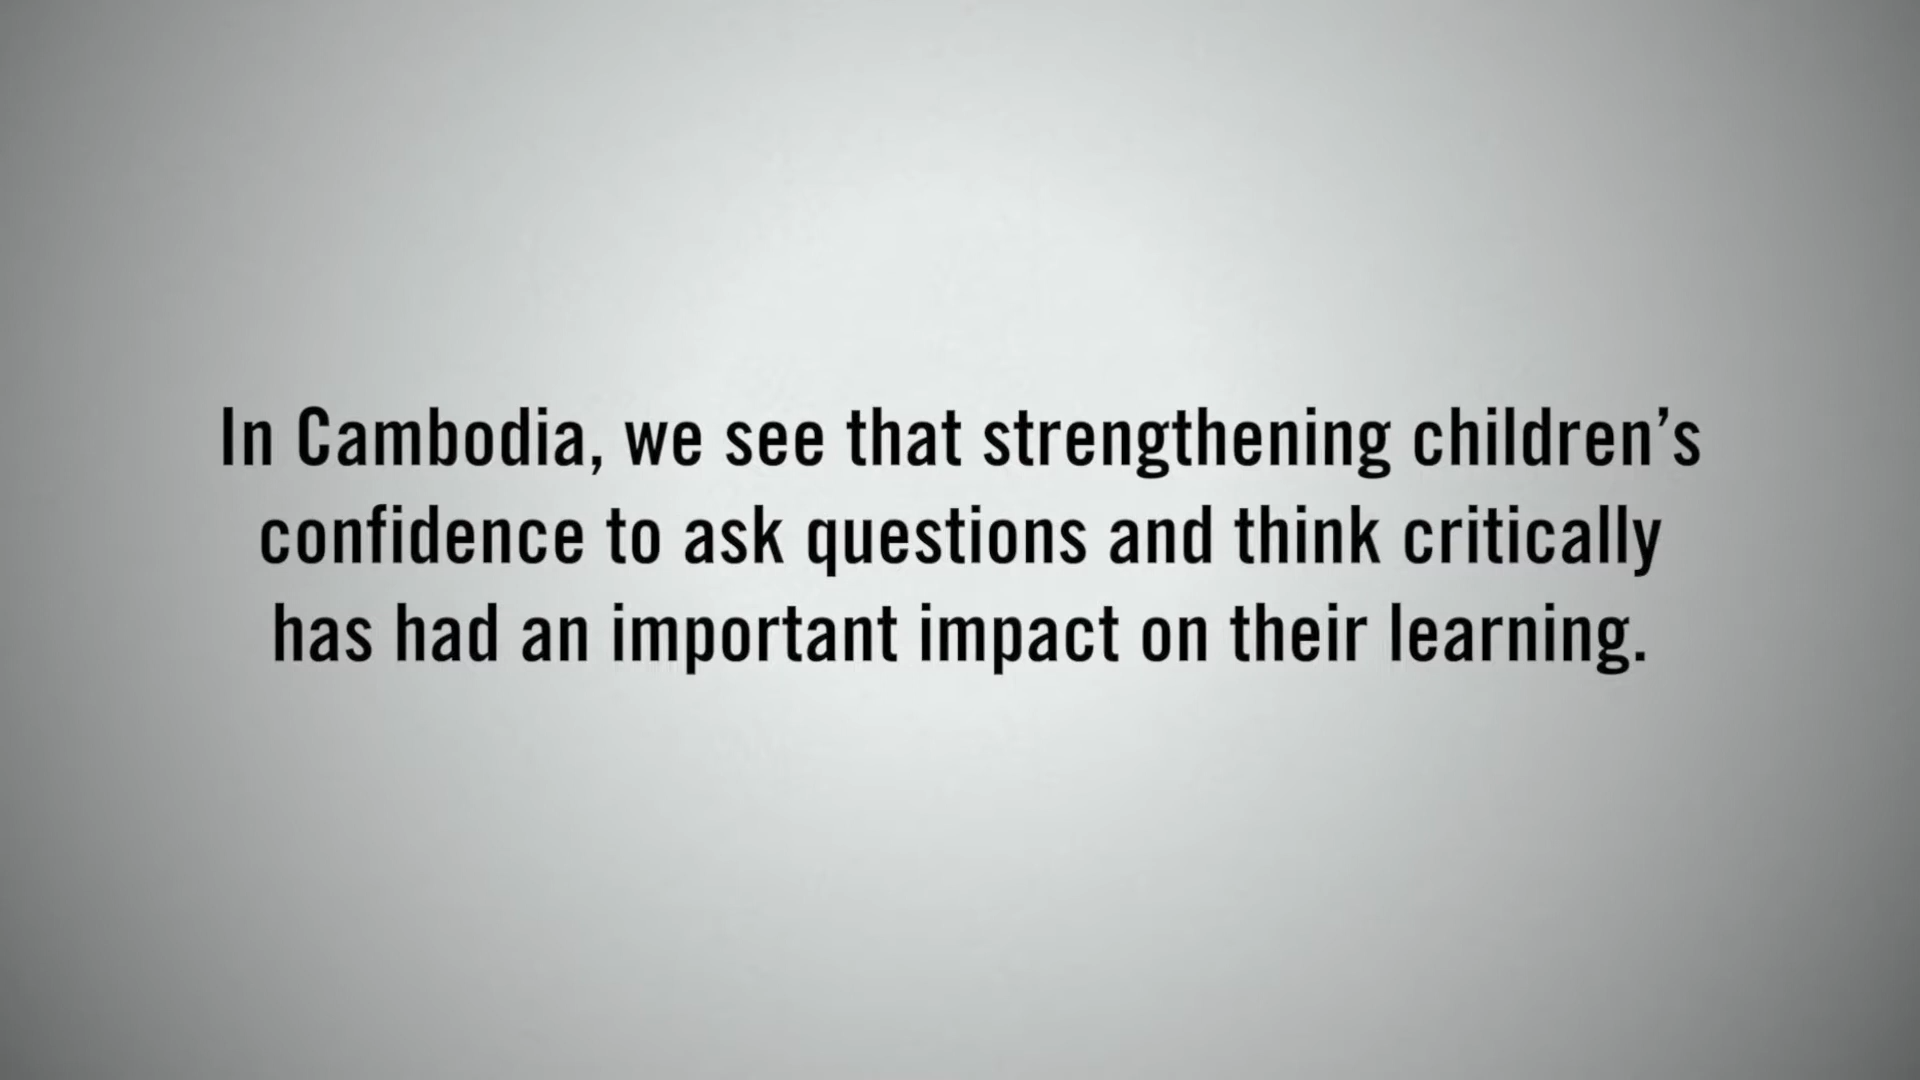 In Cambodia, we see that strengthening children’s
confidence to ask questions and think critically
has had an important impact on their learning.